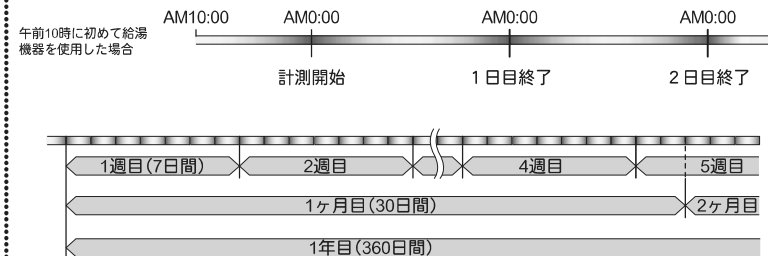 AM10:00 AM0:00 AM0:00 AM0:00
午前10時に初めて給湯
機器を使用した場合
計測開始 1日目終了 2日目終了
1週目(7日間) 2週目 4週目 5週目
1ヶ月目(30日間) 2ヶ月目
1年目(360日間)